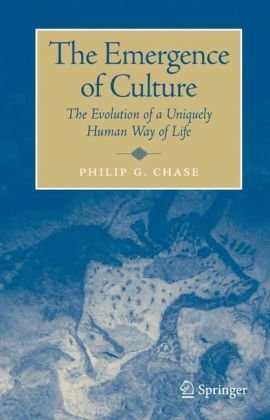 The Emergence
of Culture
The Evolution of a Uniquely
Human Way of Life
PHILIP G. CHASE
Springer